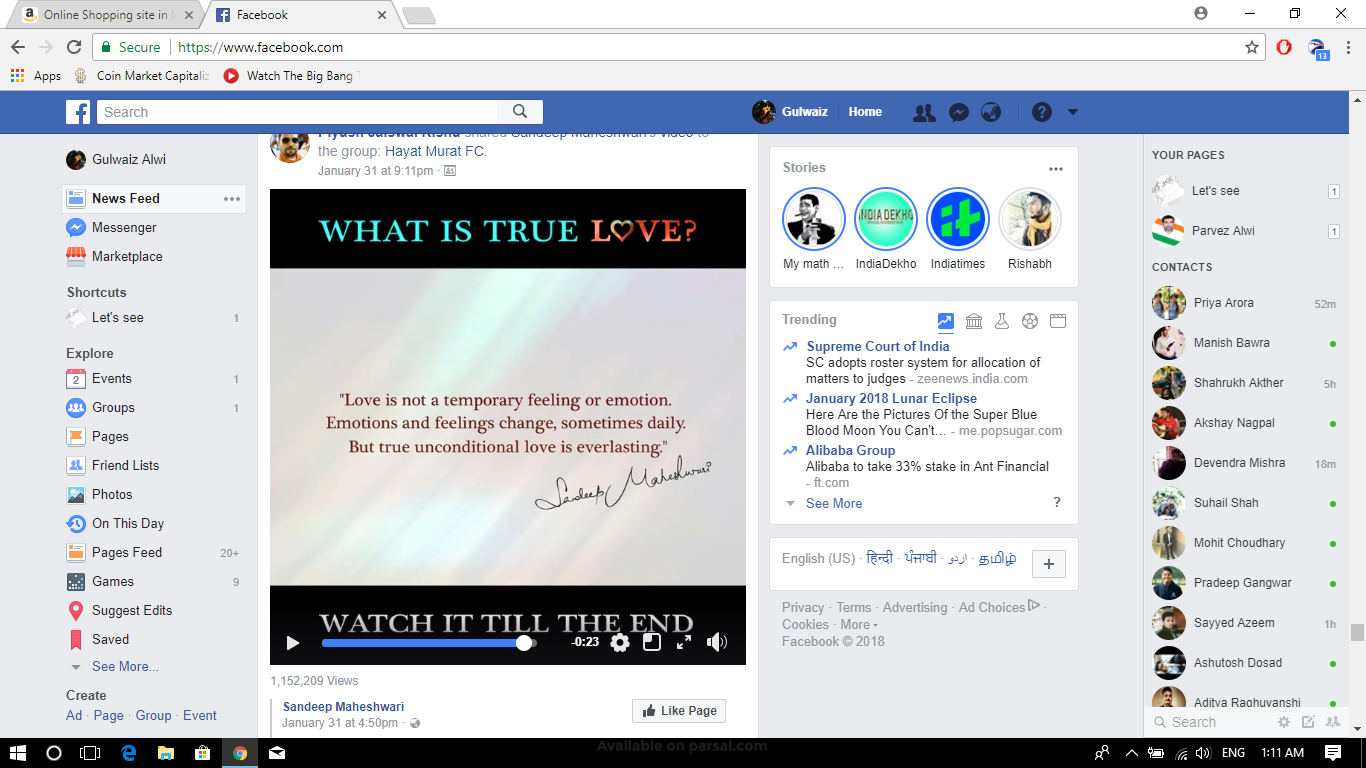 Online Shopping site in
Facebook
Secure
https://www.facebook.com
13
Apps
Coin Market Capitaliz
Watch The Big Bang
Search
Gulwaiz
Home
Gulwaiz Alwi
News Feed
Messenger
Marketplace
Shortcuts
Let's see 1
Explore
2
Events 1
Groups 1
Pages
Friend Lists
Photos
On This Day
Pages Feed 20+
Games 9
Suggest Edits
Saved
See More...
Create
Ad · Page · Group · Event
Piyush Jaiswal Rishu shared Sandeep Maheshwari's video to
the group: Hayat Murat FC.
January 31 at 9:11pm ·
WHAT IS TRUE LOVE?
"Love is not a temporary feeling or emotion.
Emotions and feelings change, sometimes daily.
But true unconditional love is everlasting."
Sandeep Maheshwari
WATCH IT TILL THE END
-0:23
1,152,209 Views
Sandeep Maheshwari
January 31 at 4:50pm ·
Like Page
Stories
INDIA DEKHO
My math ...
IndiaDekho
Indiatimes
Rishabh
Trending
Supreme Court of India
SC adopts roster system for allocation of
matters to judges - zeenews.india.com
January 2018 Lunar Eclipse
Here Are the Pictures Of the Super Blue
Blood Moon You Can't… - me.popsugar.com
Alibaba Group
Alibaba to take 33% stake in Ant Financial
- ft.com
See More
?
English (US) · हिन्दी · ਪੰਜਾਬੀ · اردو · தமிழ்
Privacy · Terms · Advertising · Ad Choices ·
Cookies · More
Facebook © 2018
YOUR PAGES
Let's see 1
Parvez Alwi 1
CONTACTS
Priya Arora 52m
Manish Bawra
Shahrukh Akther 5h
Akshay Nagpal
Devendra Mishra 18m
Suhail Shah
Mohit Choudhary
Pradeep Gangwar
Sayyed Azeem 1h
Ashutosh Dosad
Aditya Raghuvanshi
Search
Available on parsal.com
ENG
1:11 AM